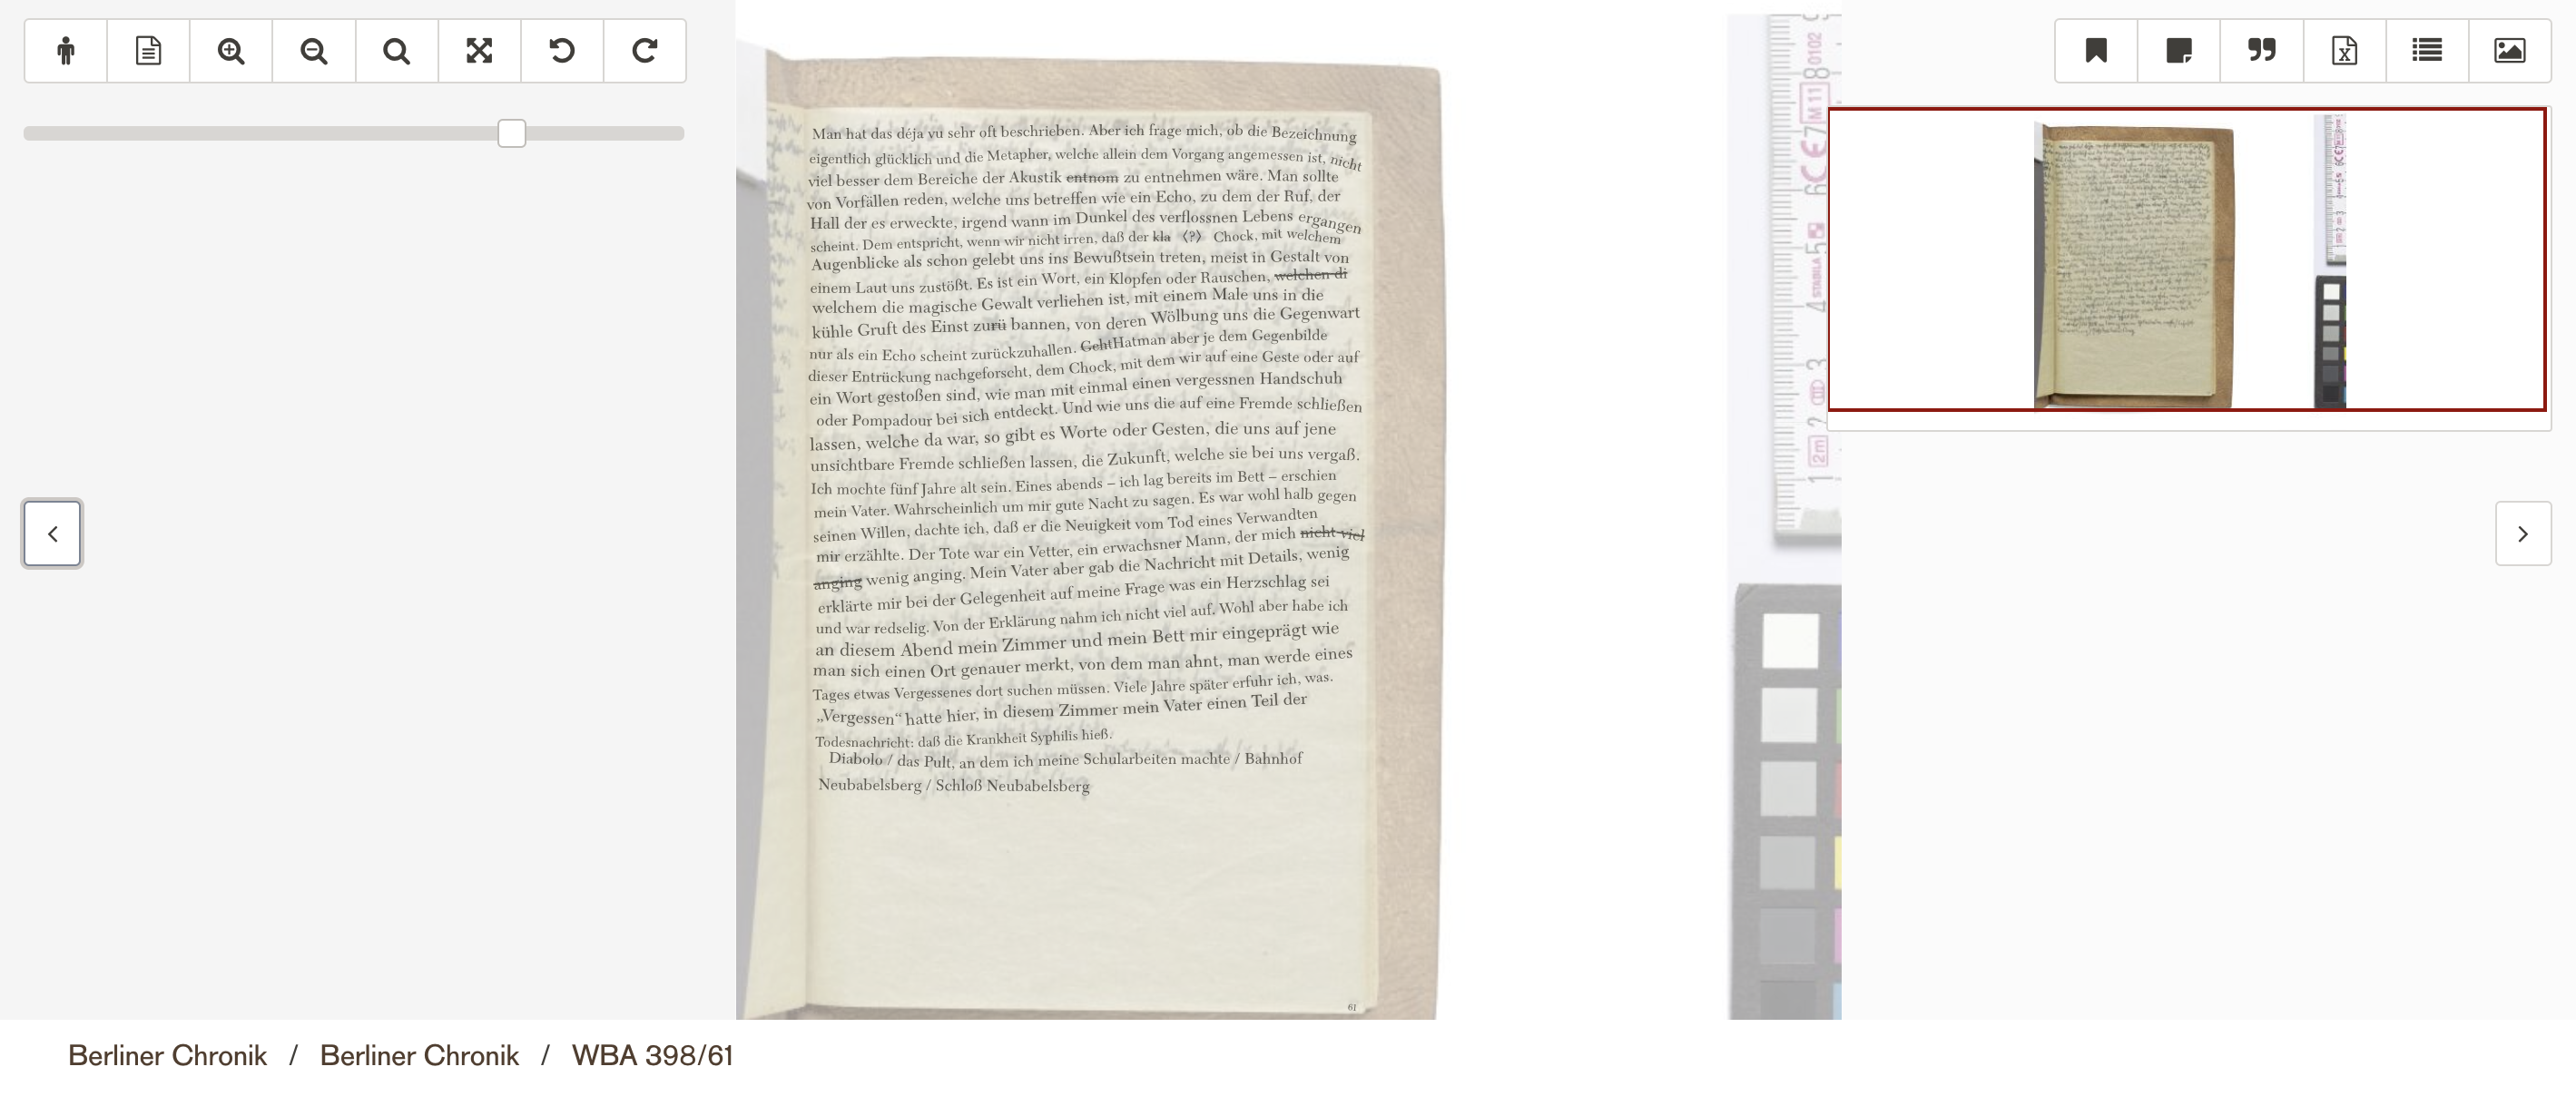 Man hat das déja vu sehr oft beschrieben. Aber ich frage mich, ob die Bezeichnung
eigentlich glücklich und die Metapher, welche allein dem Vorgang angemessen ist, nicht
viel besser dem Bereiche der Akustik entnom zu entnehmen wäre. Man sollte
von Vorfällen reden, welche uns betreffen wie ein Echo, zu dem der Ruf, der
Hall der es erweckte, irgend wann im Dunkel des verflossnen Lebens ergangen
scheint. Dem entspricht, wenn wir nicht irren, daß der kla 〈?〉 Chock, mit welchem
Augenblicke als schon gelebt uns ins Bewußtsein treten, meist in Gestalt von
einem Laut uns zustößt. Es ist ein Wort, ein Klopfen oder Rauschen, welchen di
welchem die magische Gewalt verliehen ist, mit einem Male uns in die
kühle Gruft des Einst zurü bannen, von deren Wölbung uns die Gegenwart
nur als ein Echo scheint zurückzuhallen. GehtHatman aber je dem Gegenbilde
dieser Entrückung nachgeforscht, dem Chock, mit dem wir auf eine Geste oder auf
ein Wort gestoßen sind, wie man mit einmal einen vergessnen Handschuh
oder Pompadour bei sich entdeckt. Und wie uns die auf eine Fremde schließen
lassen, welche da war, so gibt es Worte oder Gesten, die uns auf jene
unsichtbare Fremde schließen lassen, die Zukunft, welche sie bei uns vergaß.
Ich mochte fünf Jahre alt sein. Eines abends – ich lag bereits im Bett – erschien
mein Vater. Wahrscheinlich um mir gute Nacht zu sagen. Es war wohl halb gegen
seinen Willen, dachte ich, daß er die Neuigkeit vom Tod eines Verwandten
mir erzählte. Der Tote war ein Vetter, ein erwachsner Mann, der mich nicht viel
anging wenig anging. Mein Vater aber gab die Nachricht mit Details, wenig
erklärte mir bei der Gelegenheit auf meine Frage was ein Herzschlag sei
und war redselig. Von der Erklärung nahm ich nicht viel auf. Wohl aber habe ich
an diesem Abend mein Zimmer und mein Bett mir eingeprägt wie
man sich einen Ort genauer merkt, von dem man ahnt, man werde eines
Tages etwas Vergessenes dort suchen müssen. Viele Jahre später erfuhr ich, was.
„Vergessen“ hatte hier, in diesem Zimmer mein Vater einen Teil der
Todesnachricht: daß die Krankheit Syphilis hieß.
Diabolo / das Pult, an dem ich meine Schularbeiten machte / Bahnhof
Neubabelsberg / Schloß Neubabelsberg
61
0102
M 11
CE
STABILA
2m
1 2 3 4 5 6 7 8
Berliner Chronik / Berliner Chronik / WBA 398/61